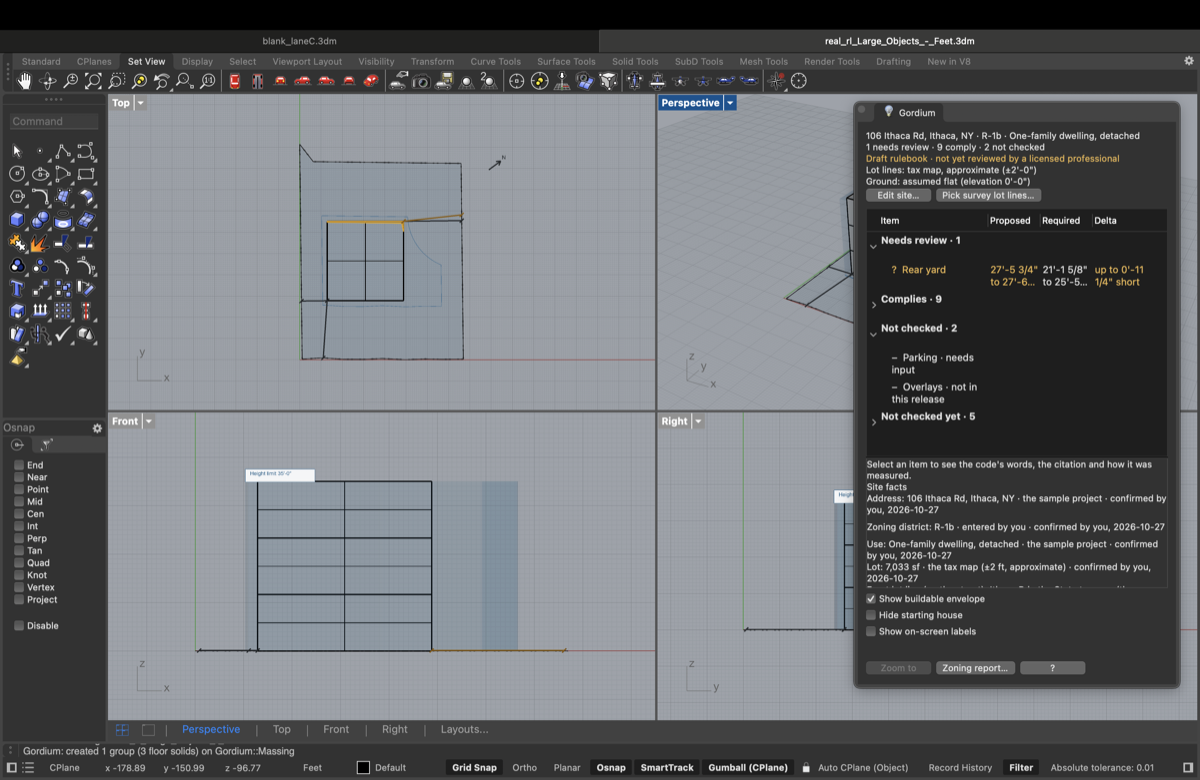 blank_laneC.3dm
real_rl_Large_Objects_-_Feet.3dm
Standard CPlanes Set View Display Select Viewport Layout Visibility Transform Curve Tools Surface Tools Solid Tools SubD Tools Mesh Tools Render Tools Drafting New in V8
Command
Top
N
y
x
Perspective
z
y
x
Front
Height limit 30'-0"
z
x
Right
Heigh
z
y
Osnap
End
Near
Point
Mid
Cen
Int
Perp
Tan
Quad
Knot
Vertex
Project
Disable
Gordium
106 Ithaca Rd, Ithaca, NY · R-1b · One-family dwelling, detached
1 needs review · 9 comply · 2 not checked
Draft rulebook · not yet reviewed by a licensed professional
Lot lines: tax map, approximate (±2'-0")
Ground: assumed flat (elevation 0'-0")
Edit site... Pick survey lot lines...
Item Proposed Required Delta
Needs review · 1
? Rear yard 27'-5 3/4" 21'-1 5/8" up to 0'-11
to 27'-6... to 25'-5... 1/4" short
Complies · 9
Not checked · 2
– Parking · needs
input
– Overlays · not in
this release
Not checked yet · 5
Select an item to see the code's words, the citation and how it was
measured.
Site facts
Address: 106 Ithaca Rd, Ithaca, NY · the sample project · confirmed by
you, 2026-10-27
Zoning district: R-1b · entered by you · confirmed by you, 2026-10-27
Use: One-family dwelling, detached · the sample project · confirmed
by you, 2026-10-27
Lot: 7,033 sf · the tax map (±2 ft, approximate) · confirmed by you,
2026-10-27
Show buildable envelope
Hide starting house
Show on-screen labels
Zoom to Zoning report... ?
Perspective Top Front Right Layouts...
Gordium: created 1 group (3 floor solids) on Gordium::Massing
CPlane x -178.89 y -150.99 z -96.77 Feet Default Grid Snap Ortho Planar Osnap SmartTrack Gumball (CPlane) Auto CPlane (Object) Record History Filter Absolute tolerance: 0.01